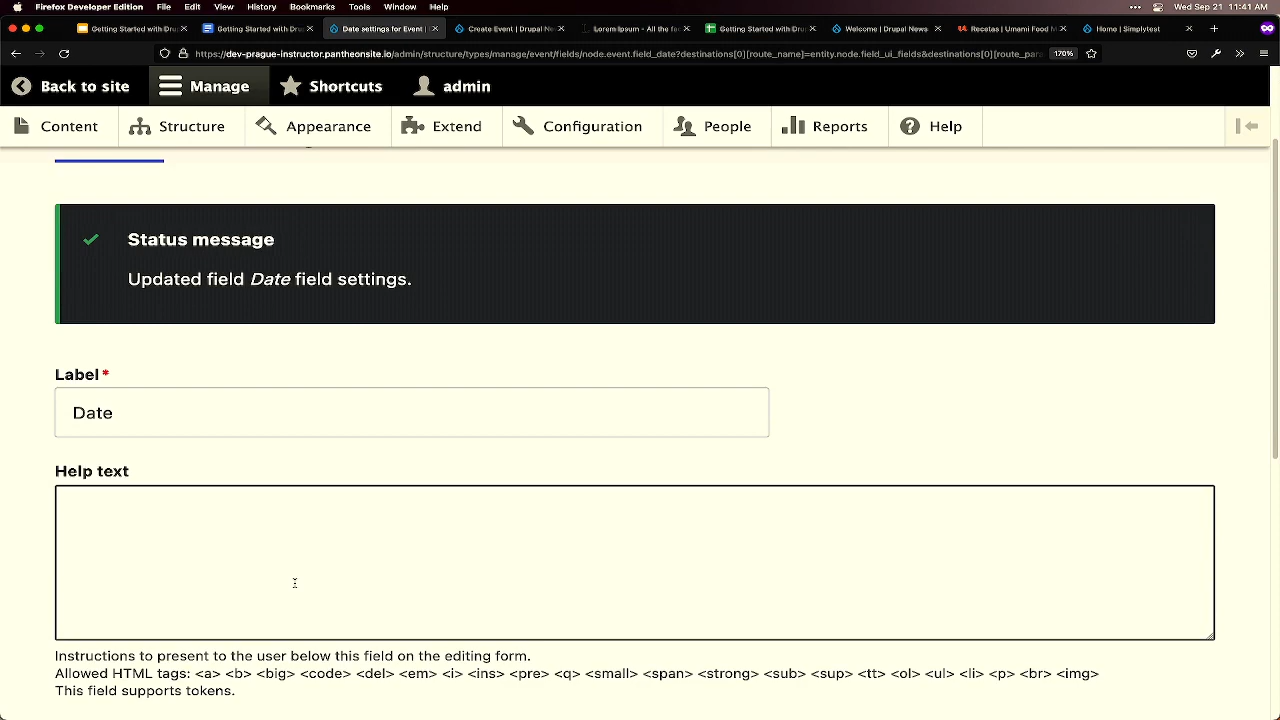 Firefox Developer Edition File Edit View History Bookmarks Tools Window Help Wed Sep 21 11:41 AM
Getting Started with Dru Getting Started with Dru Date settings for Event Create Event | Drupal Ne Lorem Ipsum - All the fa Getting Started with Dru Welcome | Drupal News Recetas | Umami Food M Home | Simplytest
https://dev-prague-instructor.pantheonsite.io/admin/structure/types/manage/event/fields/node.event.field_date?destinations[0][route_name]=entity.node.field_ui_fields&destinations[0][route_par 170%
Back to site Manage Shortcuts admin
Content Structure Appearance Extend Configuration People Reports Help
Status message
Updated field Date field settings.
Label*
Date
Help text
Instructions to present to the user below this field on the editing form.
Allowed HTML tags: <a> <b> <big> <code> <del> <em> <i> <ins> <pre> <q> <small> <span> <strong> <sub> <sup> <tt> <ol> <ul> <li> <p> <br> <img>
This field supports tokens.